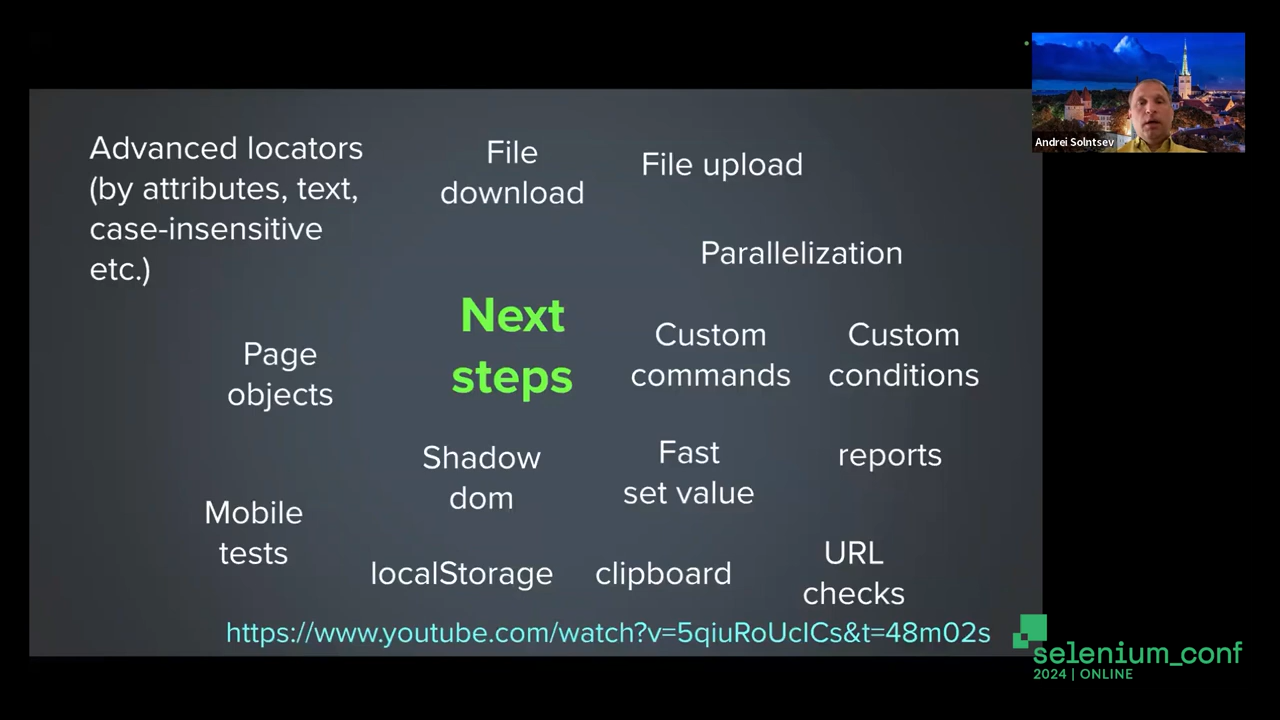 Andrei Solntsev
Advanced locators
(by attributes, text,
case-insensitive
etc.)
File
download
File upload
Parallelization
Next
steps
Custom
commands
Custom
conditions
Page
objects
Shadow
dom
Fast
set value
reports
Mobile
tests
localStorage
clipboard
URL
checks
https://www.youtube.com/watch?v=5qiuRoUcICs&t=48m02s
selenium_conf
2024 | ONLINE